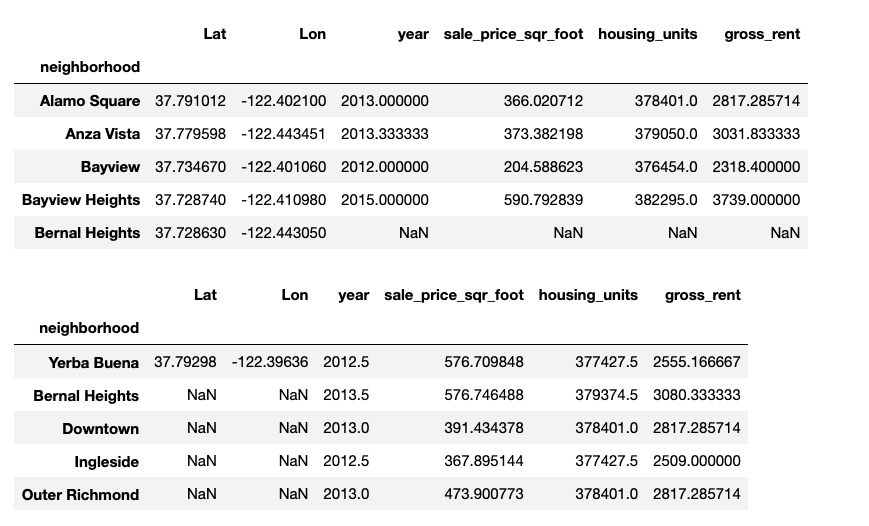 Lat Lon year sale_price_sqr_foot housing_units gross_rent
neighborhood
Alamo Square 37.791012 -122.402100 2013.000000 366.020712 378401.0 2817.285714
Anza Vista 37.779598 -122.443451 2013.333333 373.382198 379050.0 3031.833333
Bayview 37.734670 -122.401060 2012.000000 204.588623 376454.0 2318.400000
Bayview Heights 37.728740 -122.410980 2015.000000 590.792839 382295.0 3739.000000
Bernal Heights 37.728630 -122.443050 NaN NaN NaN NaN
Lat Lon year sale_price_sqr_foot housing_units gross_rent
neighborhood
Yerba Buena 37.79298 -122.39636 2012.5 576.709848 377427.5 2555.166667
Bernal Heights NaN NaN 2013.5 576.746488 379374.5 3080.333333
Downtown NaN NaN 2013.0 391.434378 378401.0 2817.285714
Ingleside NaN NaN 2012.5 367.895144 377427.5 2509.000000
Outer Richmond NaN NaN 2013.0 473.900773 378401.0 2817.285714